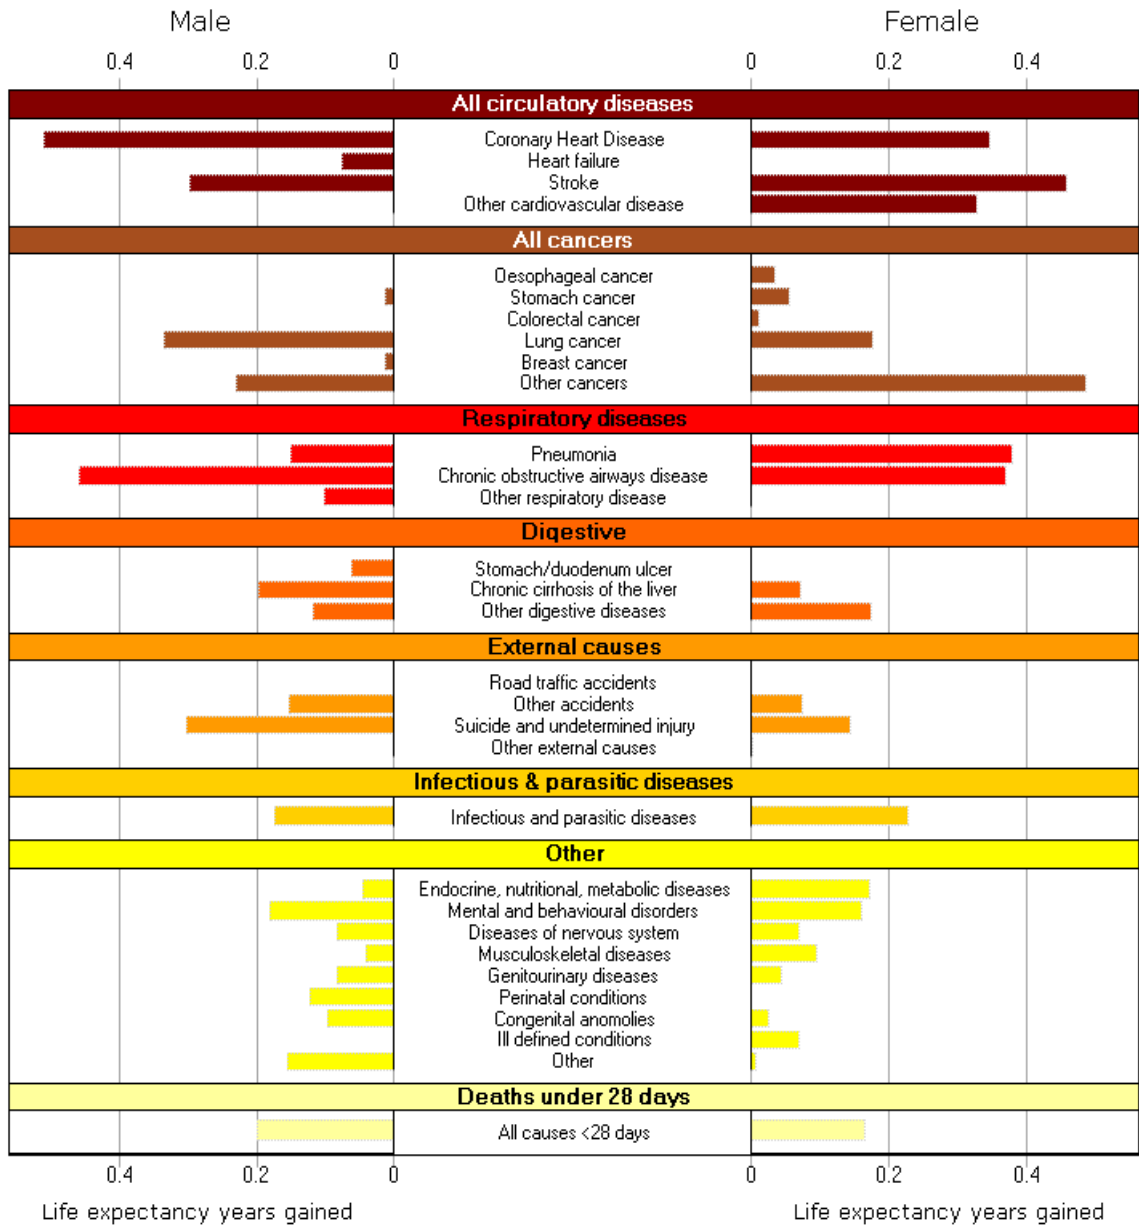 Male Female
0.4 0.2 0 0 0.2 0.4
All circulatory diseases
Coronary Heart Disease
Heart failure
Stroke
Other cardiovascular disease
All cancers
Oesophageal cancer
Stomach cancer
Colorectal cancer
Lung cancer
Breast cancer
Other cancers
Respiratory diseases
Pneumonia
Chronic obstructive airways disease
Other respiratory disease
Digestive
Stomach/duodenum ulcer
Chronic cirrhosis of the liver
Other digestive diseases
External causes
Road traffic accidents
Other accidents
Suicide and undetermined injury
Other external causes
Infectious & parasitic diseases
Infectious and parasitic diseases
Other
Endocrine, nutritional, metabolic diseases
Mental and behavioural disorders
Diseases of nervous system
Musculoskeletal diseases
Genitourinary diseases
Perinatal conditions
Congenital anomolies
Ill defined conditions
Other
Deaths under 28 days
All causes <28 days
0.4 0.2 0 0 0.2 0.4
Life expectancy years gained Life expectancy years gained